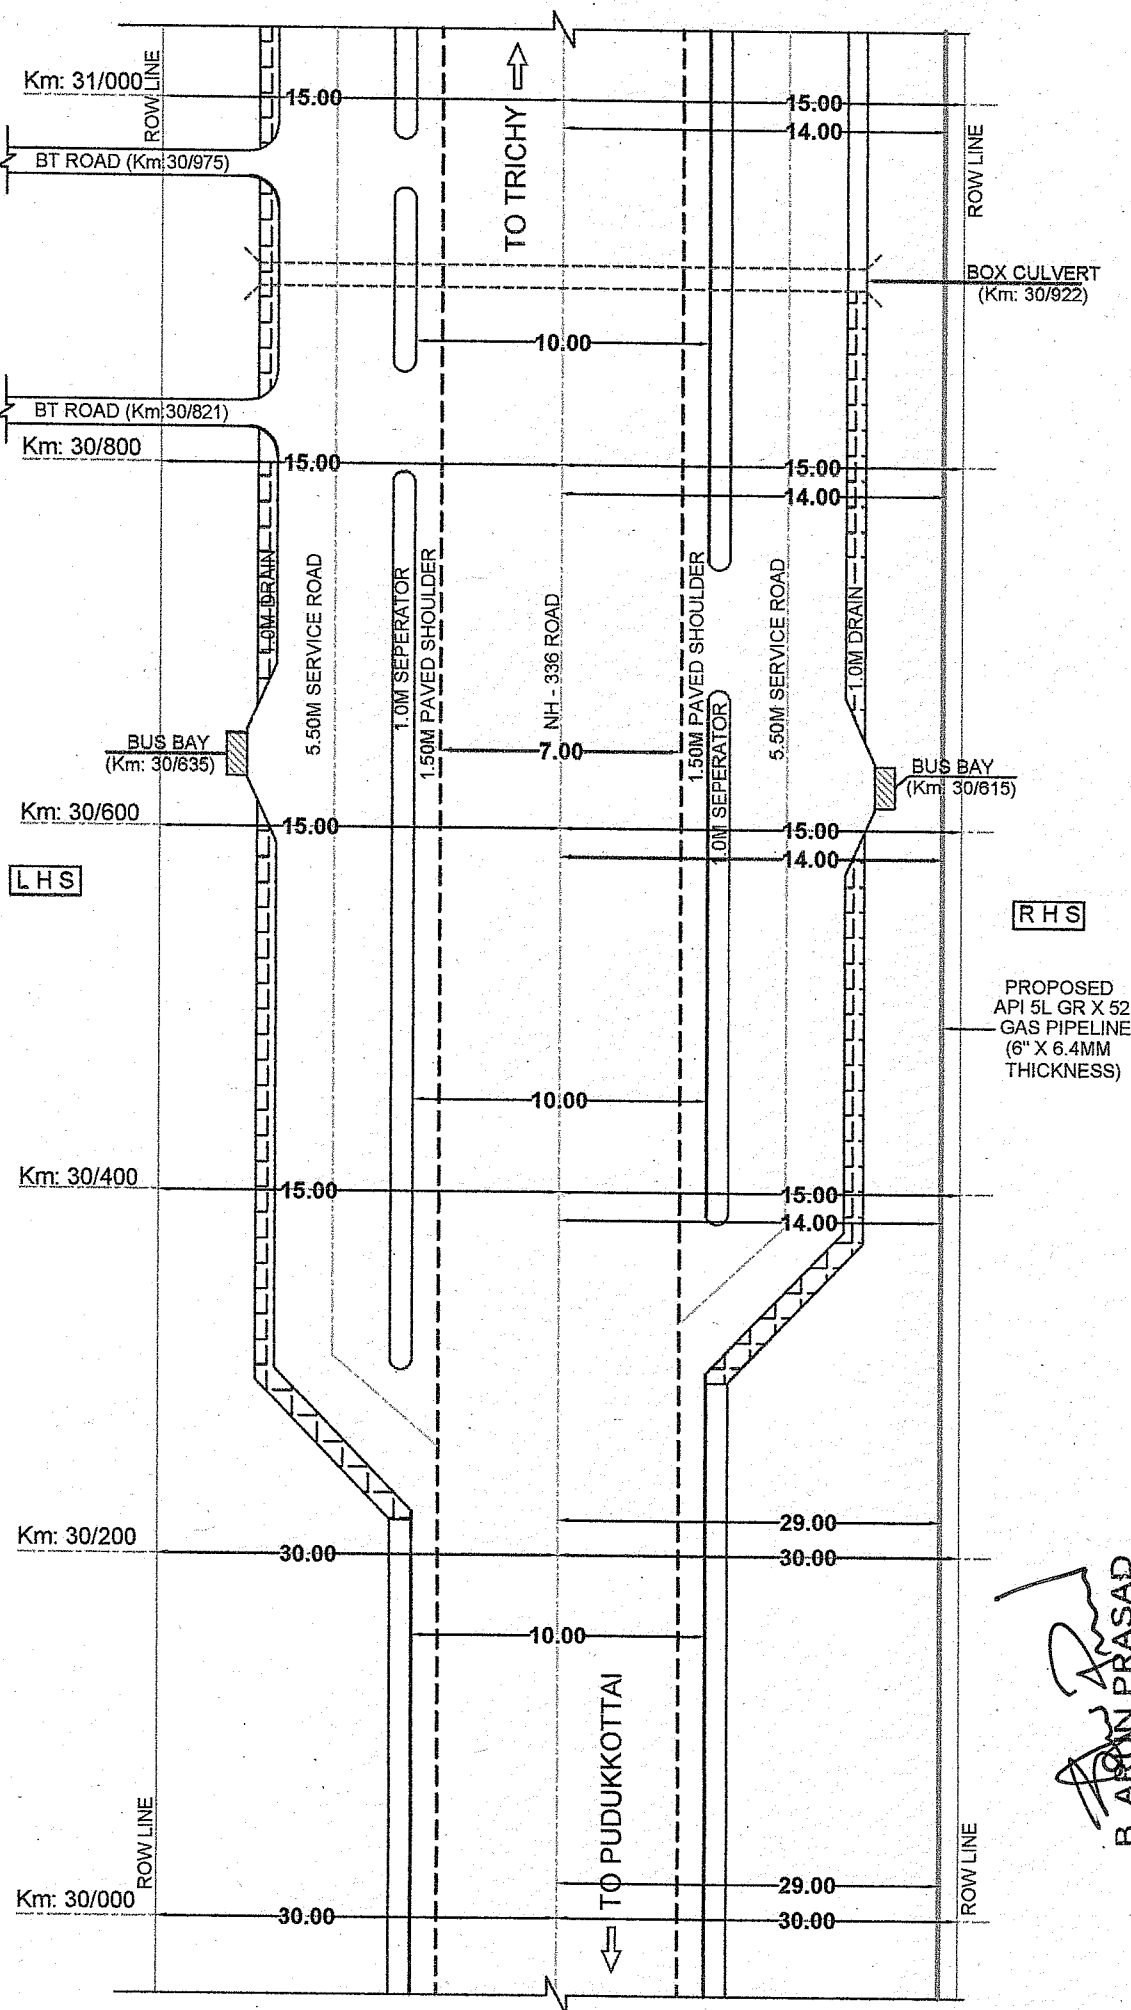 Km: 31/000
ROW LINE
15.00
TO TRICHY
15.00
14.00
ROW LINE
BT ROAD (Km:30/975)
BOX CULVERT
(Km: 30/922)
10.00
BT ROAD (Km:30/821)
Km: 30/800
15.00
15.00
14.00
1.0M DRAIN
5.50M SERVICE ROAD
1.0M SEPERATOR
1.50M PAVED SHOULDER
NH - 336 ROAD
1.50M PAVED SHOULDER
1.0M SEPERATOR
5.50M SERVICE ROAD
1.0M DRAIN
7.00
BUS BAY
(Km: 30/635)
BUS BAY
(Km: 30/615)
Km: 30/600
15.00
15.00
14.00
LHS
RHS
PROPOSED
API 5L GR X 52
GAS PIPELINE
(6" X 6.4MM
THICKNESS)
10.00
Km: 30/400
15.00
15.00
14.00
29.00
Km: 30/200
30.00
30.00
10.00
TO PUDUKKOTTAI
B. ARUN PRASAD
ROW LINE
ROW LINE
29.00
Km: 30/000
30.00
30.00